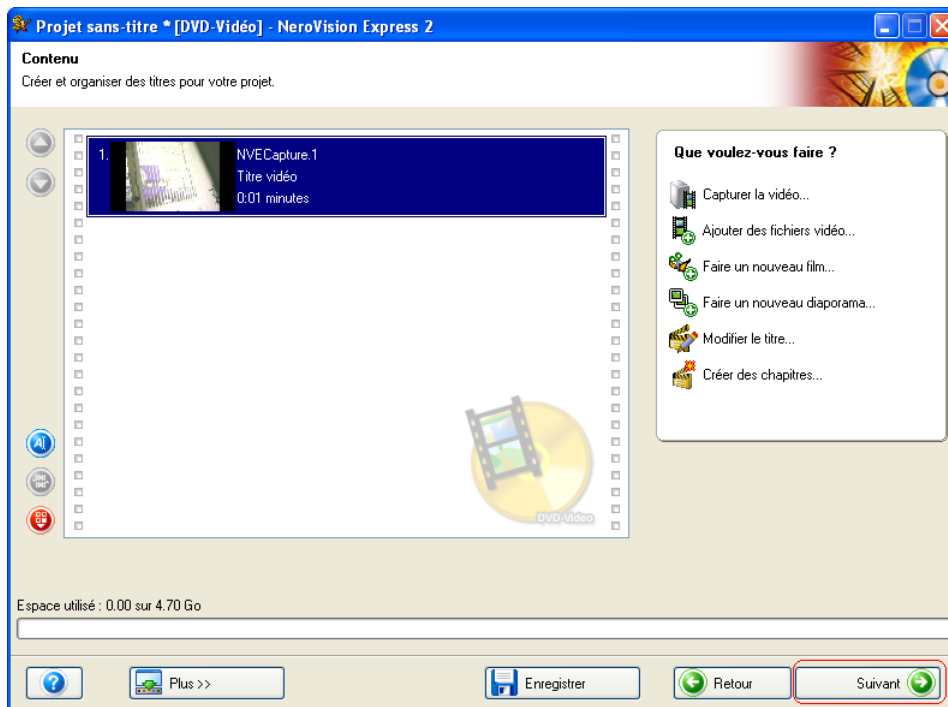 Projet sans-titre * [DVD-Vidéo] - NeroVision Express 2
Contenu
Créer et organiser des titres pour votre projet.
1.
NVECapture.1
Titre vidéo
0:01 minutes
Que voulez-vous faire ?
Capturer la vidéo...
Ajouter des fichiers vidéo...
Faire un nouveau film...
Faire un nouveau diaporama...
Modifier le titre...
Créer des chapitres...
DVD-Video
Espace utilisé : 0.00 sur 4.70 Go
Plus >>
Enregistrer
Retour
Suivant